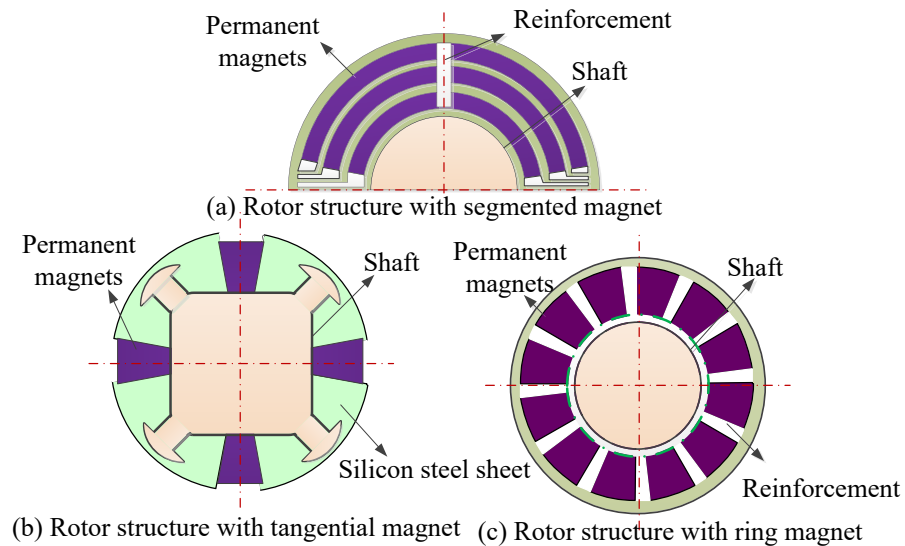 Permanent
magnets
Reinforcement
Shaft
(a) Rotor structure with segmented magnet
Permanent
magnets
Shaft
Silicon steel sheet
(b) Rotor structure with tangential magnet
Permanent
magnets
Shaft
Reinforcement
(c) Rotor structure with ring magnet